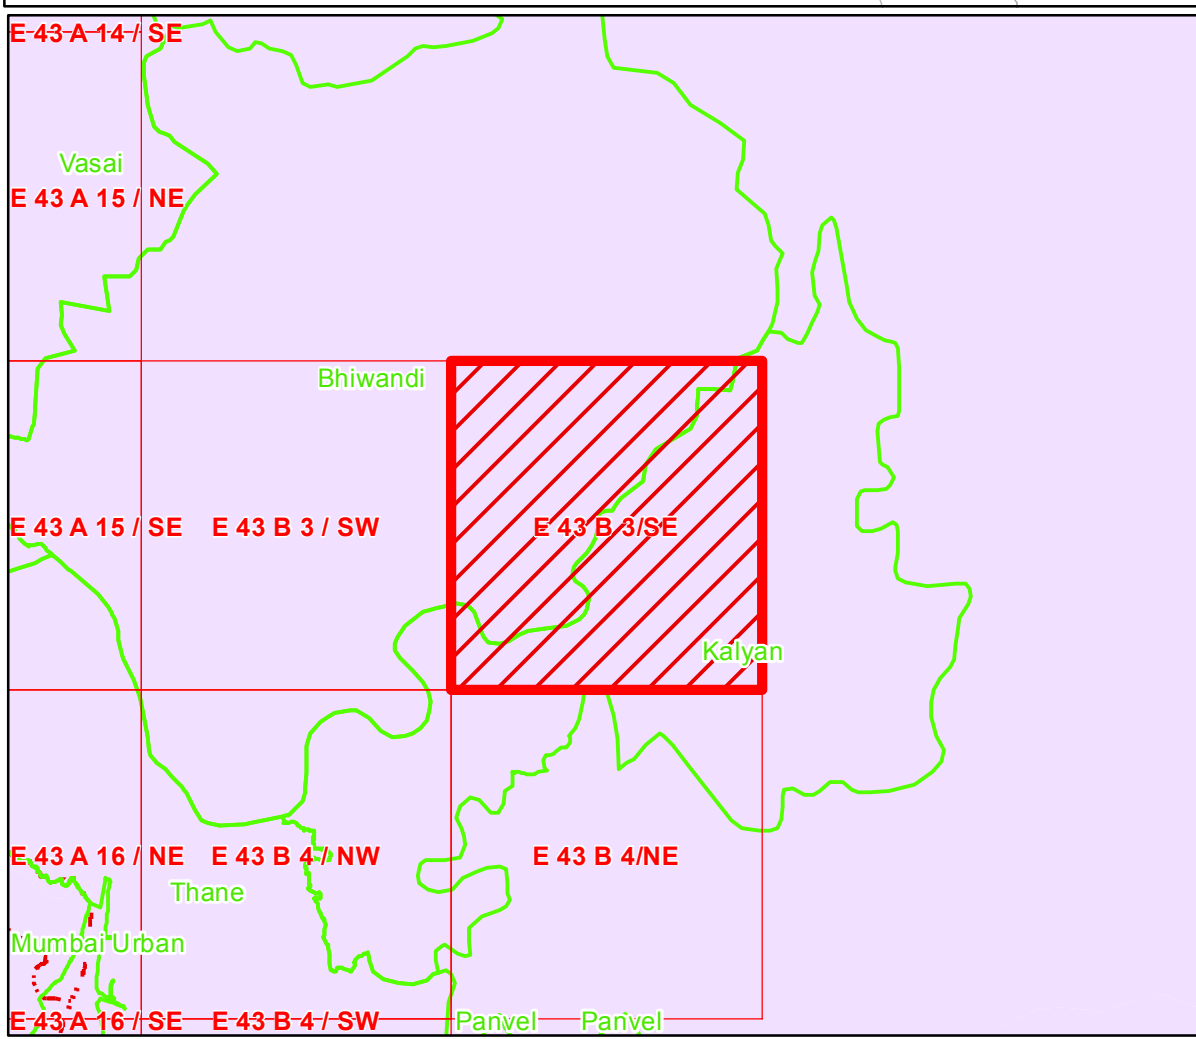 E 43 A 14 / SE
Vasai
E 43 A 15 / NE
Bhiwandi
E 43 A 15 / SE E 43 B 3 / SW E 43 B 3/SE
Kalyan
E 43 A 16 / NE E 43 B 4 / NW E 43 B 4/NE
Thane
Mumbai Urban
E 43 A 16 / SE E 43 B 4 / SW Panvel Panvel